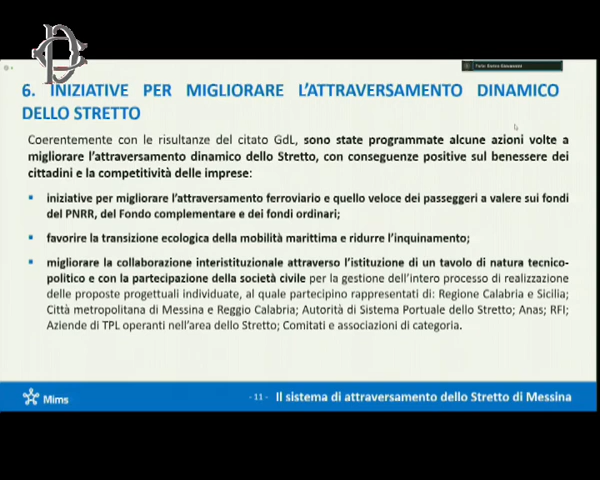 6. INIZIATIVE PER MIGLIORARE L'ATTRAVERSAMENTO DINAMICO
DELLO STRETTO
Coerentemente con le risultanze del citato GdL, sono state programmate alcune azioni volte a
migliorare l'attraversamento dinamico dello Stretto, con conseguenze positive sul benessere dei
cittadini e la competitività delle imprese:
▪ iniziative per migliorare l'attraversamento ferroviario e quello veloce dei passeggeri a valere sui fondi
del PNRR, del Fondo complementare e dei fondi ordinari;
▪ favorire la transizione ecologica della mobilità marittima e ridurre l'inquinamento;
▪ migliorare la collaborazione interistituzionale attraverso l'istituzione di un tavolo di natura tecnico-
politico e con la partecipazione della società civile per la gestione dell'intero processo di realizzazione
delle proposte progettuali individuate, al quale partecipino rappresentati di: Regione Calabria e Sicilia;
Città metropolitana di Messina e Reggio Calabria; Autorità di Sistema Portuale dello Stretto; Anas; RFI;
Aziende di TPL operanti nell'area dello Stretto; Comitati e associazioni di categoria.
Mims - 11 - Il sistema di attraversamento dello Stretto di Messina